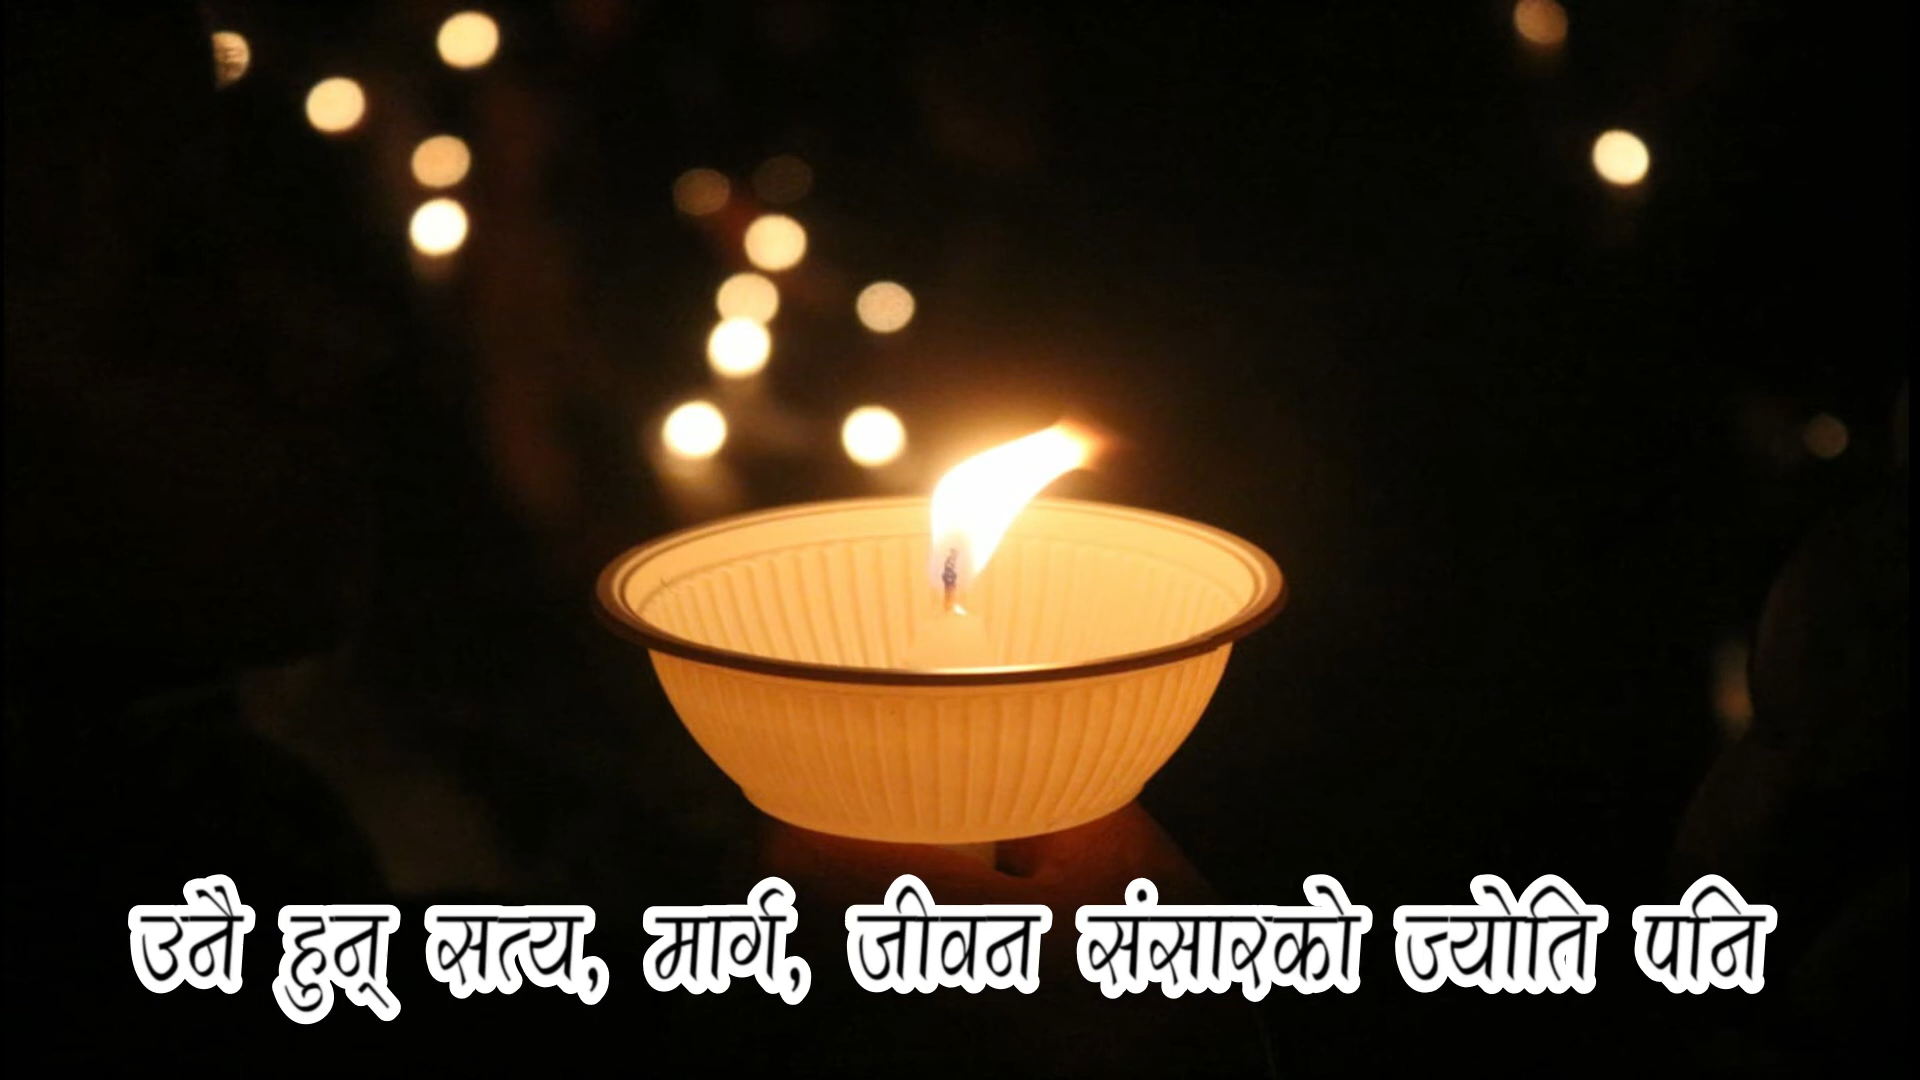 उनै हुन् सत्य, मार्ग, जीवन संसारको ज्योति पनि